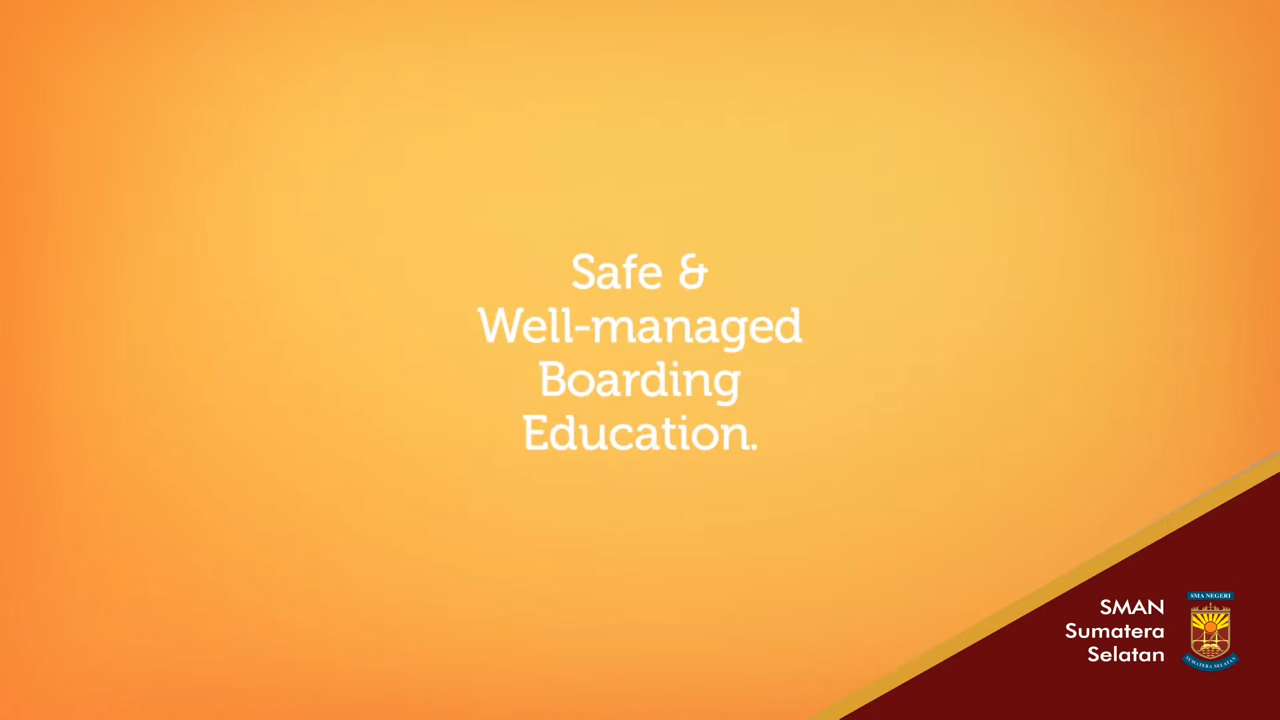 Safe &
Well-managed
Boarding
Education.
SMAN
Sumatera
Selatan
SMA NEGERI
SUMATERA SELATAN